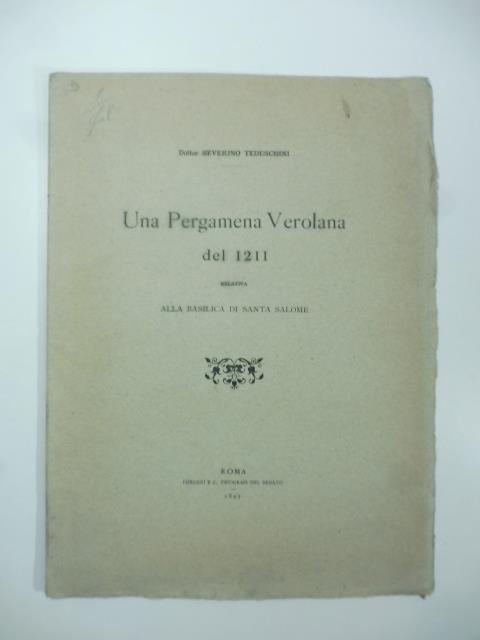 Dottor SEVERINO TEDESCHINI
Una Pergamena Verolana
del 1211
RELATIVA
ALLA BASILICA DI SANTA SALOME
ROMA
FORZANI E C. TIPOGRAFI DEL SENATO